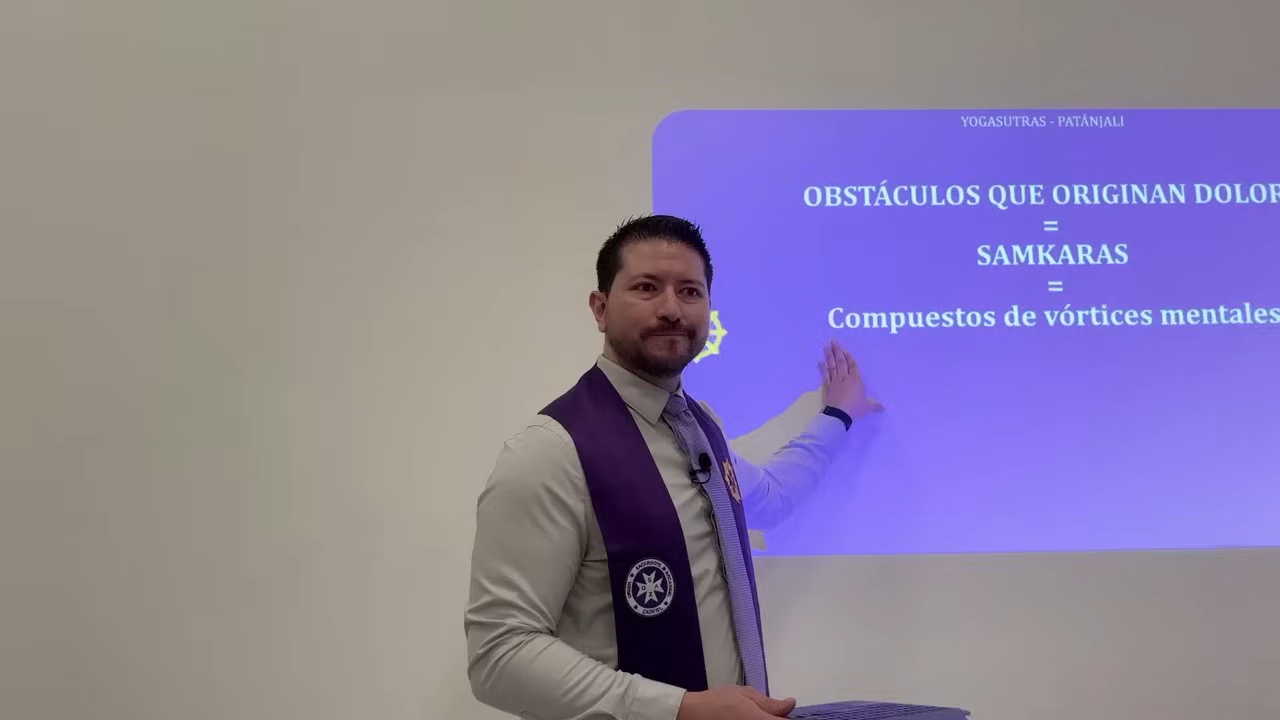 YOGASUTRAS - PATÁNJALI
OBSTÁCULOS QUE ORIGINAN DOLOR
=
SAMKARAS
=
Compuestos de vórtices mentales